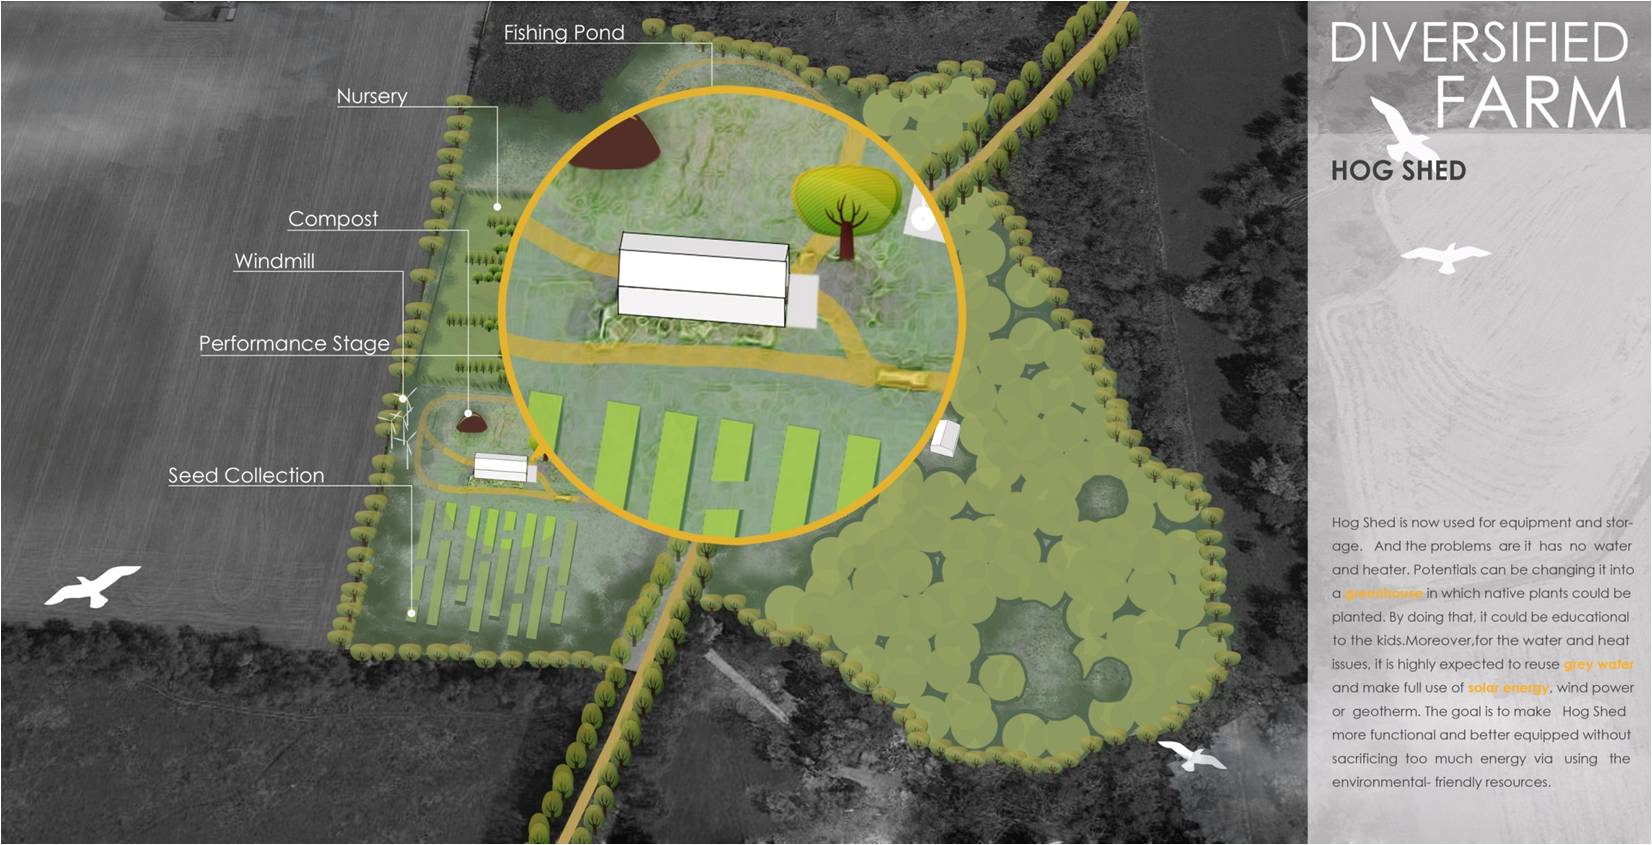 Fishing Pond
Nursery
Compost
Windmill
Performance Stage
Seed Collection
DIVERSIFIED
FARM
HOG SHED
Hog Shed is now used for equipment and stor-
age. And the problems are it has no water
and heater. Potentials can be changing it into
a greenhouse in which native plants could be
planted. By doing that, it could be educational
to the kids.Moreover,for the water and heat
issues, it is highly expected to reuse grey water
and make full use of solar energy, wind power
or geotherm. The goal is to make Hog Shed
more functional and better equipped without
sacrificing too much energy via using the
environmental- friendly resources.